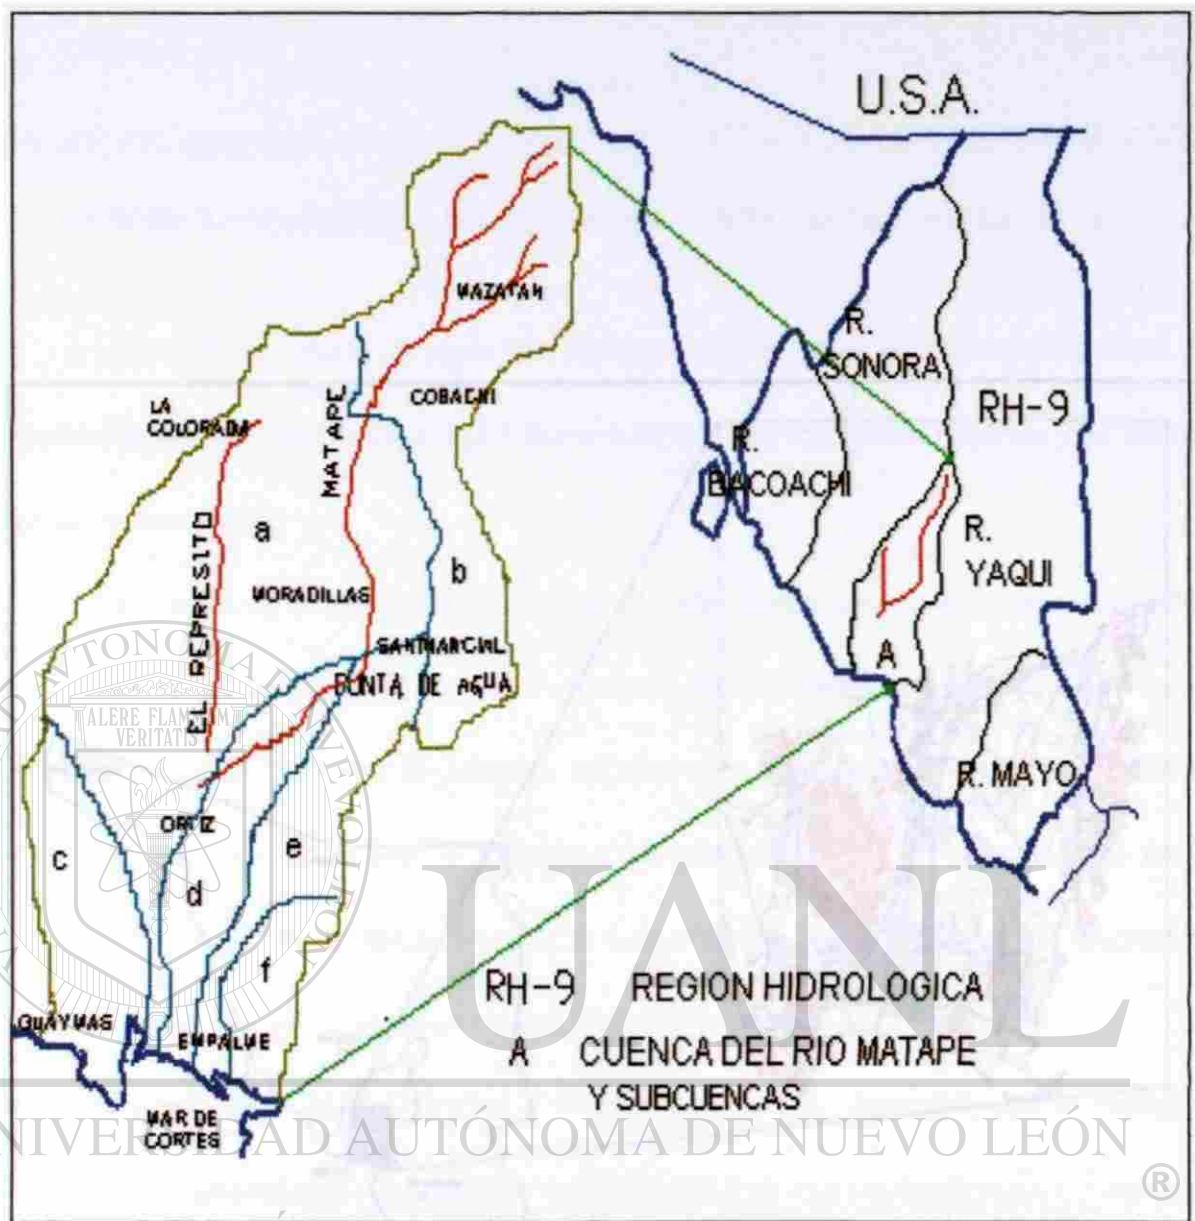 U.S.A.
R.
SONORA
RH-9
R.
BACOACHI
R.
YAQUI
A
R. MAYO
MAZATAN
COBACHI
LA
COLORADA
MATAPE
EL REPRESITO
a
b
MORADILLAS
SAN MARCIAL
PUNTA DE AGUA
ORTIZ
c
d
e
f
GUAYMAS
EMPALME
MAR DE
CORTES
RH-9 REGION HIDROLOGICA
A CUENCA DEL RIO MATAPE
Y SUBCUENCAS
ALERE FLAMMAM
VERITATIS
UANL
UNIVERSIDAD AUTÓNOMA DE NUEVO LEÓN
®